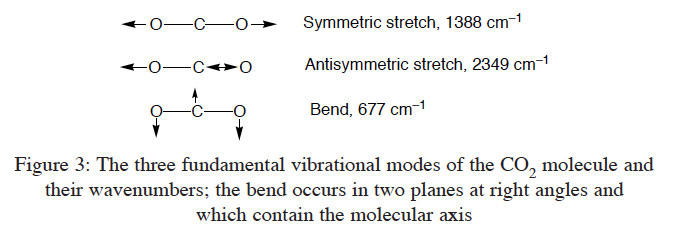 O—C—O Symmetric stretch, 1388 cm⁻¹
O—C O Antisymmetric stretch, 2349 cm⁻¹
O—C—O Bend, 677 cm⁻¹
Figure 3: The three fundamental vibrational modes of the CO₂ molecule and
their wavenumbers; the bend occurs in two planes at right angles and
which contain the molecular axis